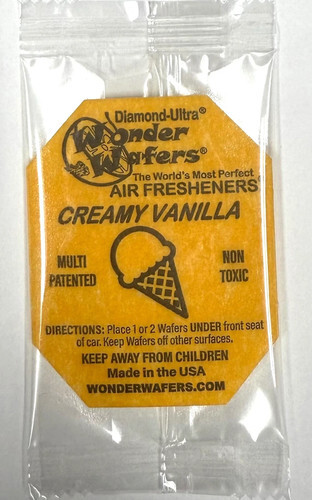 Diamond-Ultra®
Wonder
Wafers®
The World's Most Perfect
AIR FRESHENERS®
CREAMY VANILLA
MULTI
PATENTED
NON
TOXIC
DIRECTIONS: Place 1 or 2 Wafers UNDER front seat
of car. Keep Wafers off other surfaces.
KEEP AWAY FROM CHILDREN
Made in the USA
WONDERWAFERS.COM